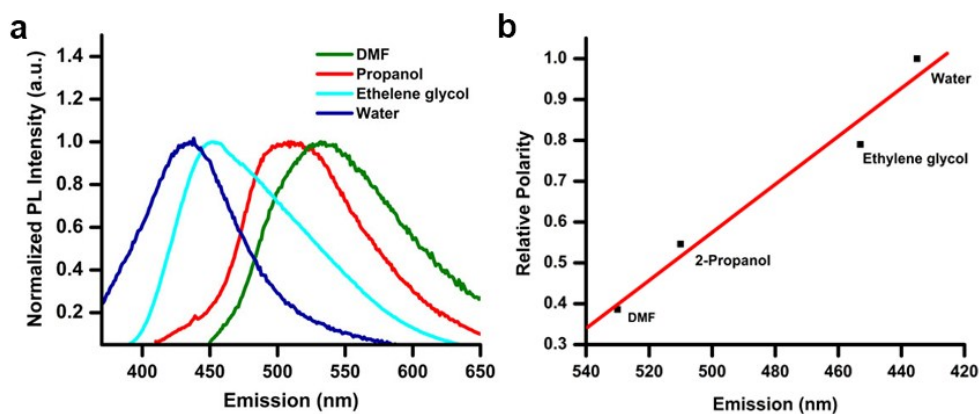 a
Normalized PL Intensity (a.u.)
1.4
1.2
1.0
0.8
0.6
0.4
0.2
DMF
Propanol
Ethelene glycol
Water
400 450 500 550 600 650
Emission (nm)
b
Relative Polarity
1.0
0.9
0.8
0.7
0.6
0.5
0.4
0.3
Water
Ethylene glycol
2-Propanol
DMF
540 520 500 480 460 440 420
Emission (nm)